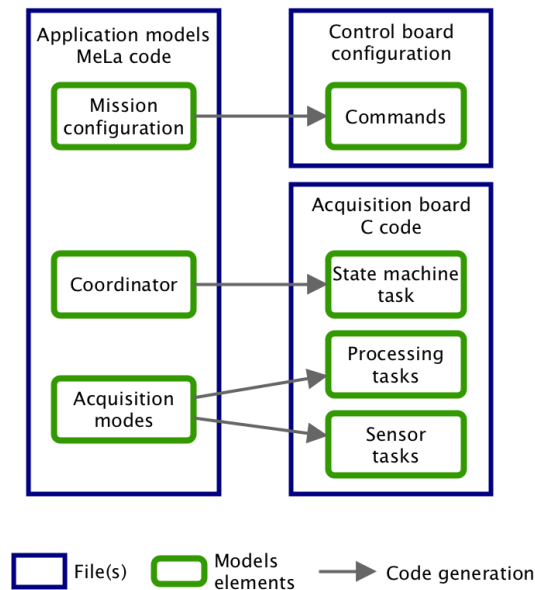 Application models
MeLa code
Mission
configuration
Coordinator
Acquisition
modes
Control board
configuration
Commands
Acquisition board
C code
State machine
task
Processing
tasks
Sensor
tasks
File(s)
Models
elements
Code generation